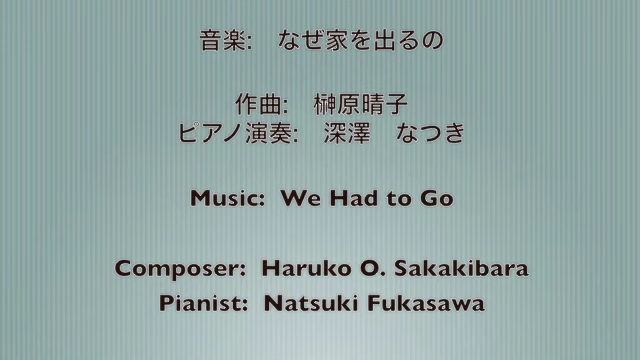 音楽:　なぜ家を出るの
作曲:　榊原晴子
ピアノ演奏:　深澤　なつき
Music:  We Had to Go
Composer:  Haruko O. Sakakibara
Pianist:  Natsuki Fukasawa